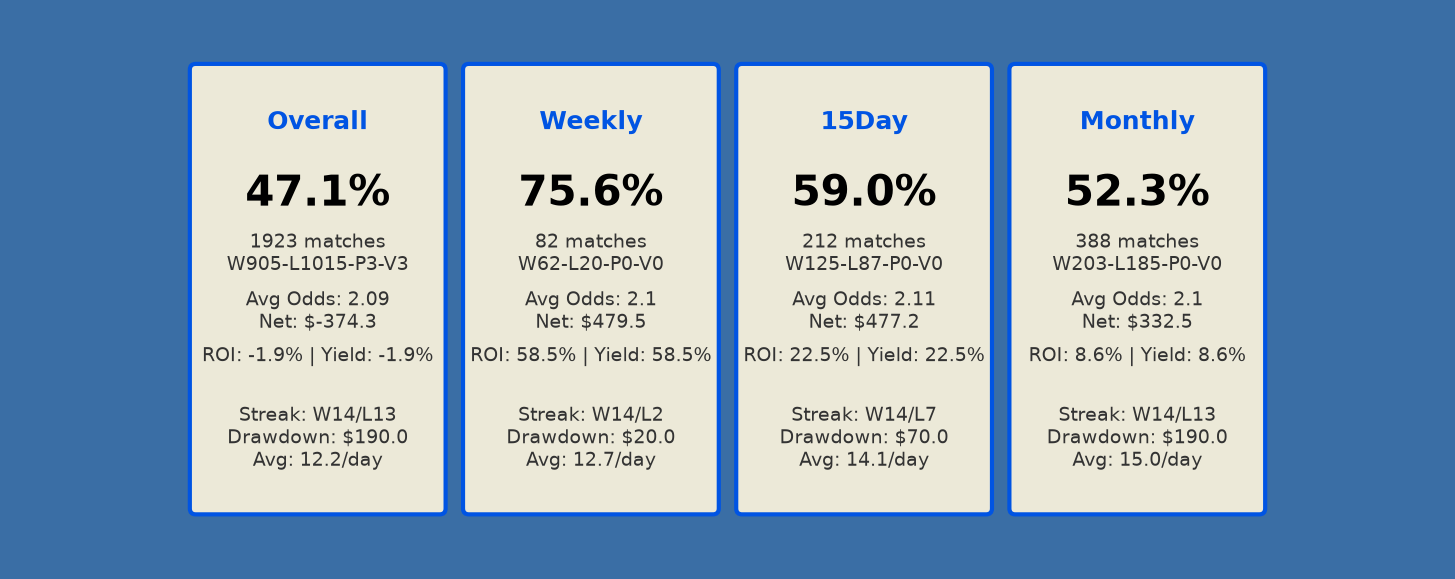 Overall
47.1%
1923 matches
W905-L1015-P3-V3
Avg Odds: 2.09
Net: $-374.3
ROI: -1.9% | Yield: -1.9%
Streak: W14/L13
Drawdown: $190.0
Avg: 12.2/day
Weekly
75.6%
82 matches
W62-L20-P0-V0
Avg Odds: 2.1
Net: $479.5
ROI: 58.5% | Yield: 58.5%
Streak: W14/L2
Drawdown: $20.0
Avg: 12.7/day
15Day
59.0%
212 matches
W125-L87-P0-V0
Avg Odds: 2.11
Net: $477.2
ROI: 22.5% | Yield: 22.5%
Streak: W14/L7
Drawdown: $70.0
Avg: 14.1/day
Monthly
52.3%
388 matches
W203-L185-P0-V0
Avg Odds: 2.1
Net: $332.5
ROI: 8.6% | Yield: 8.6%
Streak: W14/L13
Drawdown: $190.0
Avg: 15.0/day